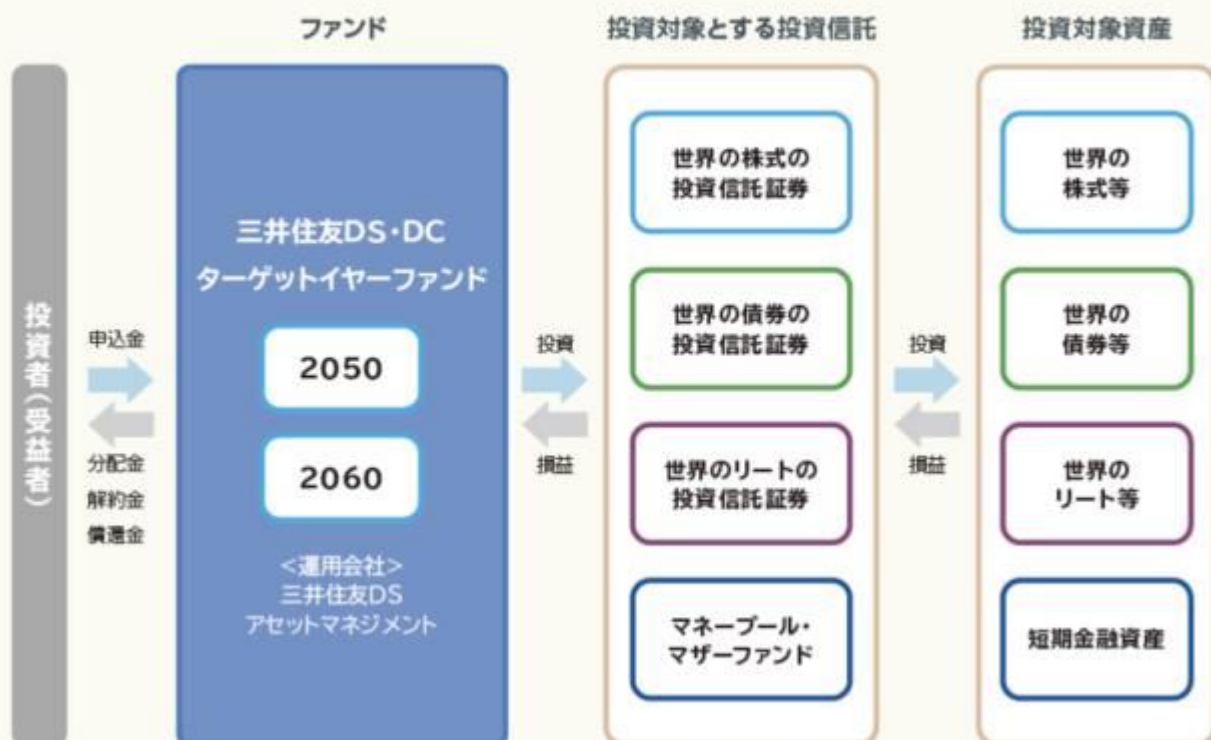 ファンド
投資対象とする投資信託
投資対象資産
投資者(受益者)
申込金
分配金
解約金
償還金
三井住友DS・DC
ターゲットイヤーファンド
2050
2060
<運用会社>
三井住友DS
アセットマネジメント
投資
損益
世界の株式の
投資信託証券
世界の債券の
投資信託証券
世界のリートの
投資信託証券
マネープール・
マザーファンド
投資
損益
世界の
株式等
世界の
債券等
世界の
リート等
短期金融資産